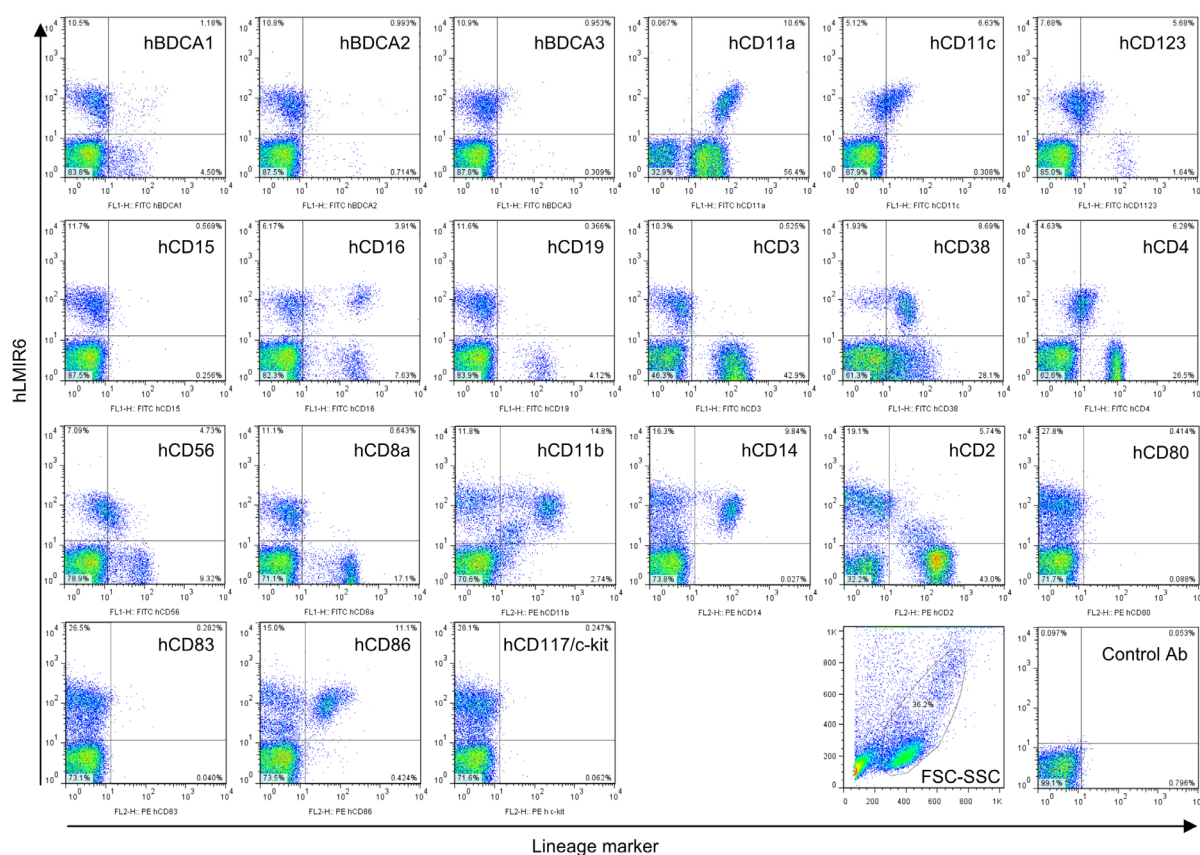 hLMIR6
10.5% 1.18%
hBDCA1
83.8% 4.50%
FL1-H:: FITC hBDCA1
10.8% 0.993%
hBDCA2
87.5% 0.714%
FL1-H:: FITC hBDCA2
10.9% 0.953%
hBDCA3
87.8% 0.309%
FL1-H:: FITC hBDCA3
0.067% 10.6%
hCD11a
32.9% 56.4%
FL1-H:: FITC hCD11a
5.12% 6.63%
hCD11c
87.9% 0.308%
FL1-H:: FITC hCD11c
7.68% 5.68%
hCD123
85.0% 1.64%
FL1-H:: FITC hCD1123
11.7% 0.569%
hCD15
87.5% 0.256%
FL1-H:: FITC hCD15
6.17% 3.91%
hCD16
82.3% 7.63%
FL1-H:: FITC hCD16
11.6% 0.366%
hCD19
83.9% 4.12%
FL1-H:: FITC hCD19
10.3% 0.525%
hCD3
46.3% 42.9%
FL1-H:: FITC hCD3
1.93% 8.69%
hCD38
61.3% 28.1%
FL1-H:: FITC hCD38
4.63% 6.28%
hCD4
62.6% 26.5%
FL1-H:: FITC hCD4
7.09% 4.73%
hCD56
78.9% 9.32%
FL1-H:: FITC hCD56
11.1% 0.643%
hCD8a
71.1% 17.1%
FL1-H:: FITC hCD8a
11.8% 14.8%
hCD11b
70.6% 2.74%
FL2-H:: PE hCD11b
16.3% 9.84%
hCD14
73.8% 0.027%
FL2-H:: PE hCD14
19.1% 5.74%
hCD2
32.2% 43.0%
FL2-H:: PE hCD2
27.8% 0.414%
hCD80
71.7% 0.088%
FL2-H:: PE hCD80
26.5% 0.282%
hCD83
73.1% 0.040%
FL2-H:: PE hCD83
15.0% 11.1%
hCD86
73.5% 0.424%
FL2-H:: PE hCD86
28.1% 0.247%
hCD117/c-kit
71.6% 0.062%
FL2-H:: PE h c-kit
1K
800
600
400
200
0
36.2%
FSC-SSC
0 200 400 600 800 1K
0.097% 0.053%
Control Ab
99.1% 0.796%
Lineage marker